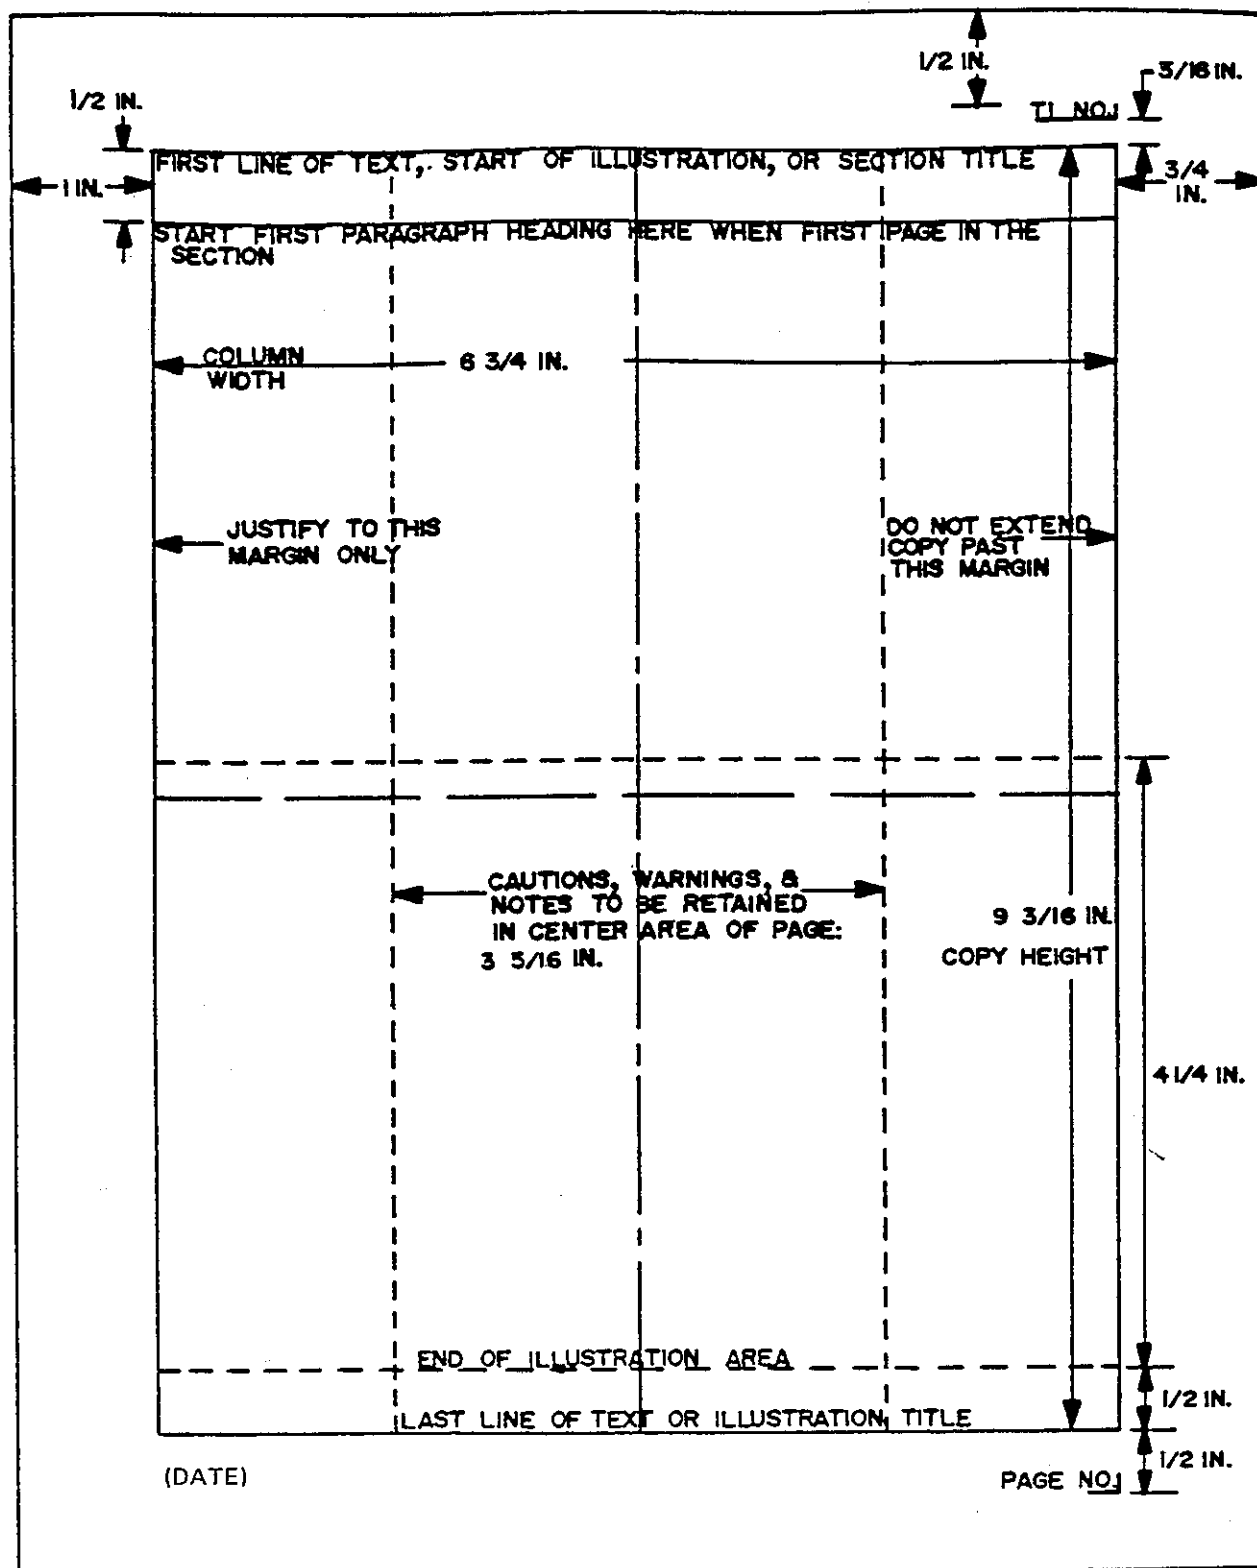 1/2 IN.
3/16 IN.
TI NO.
1/2 IN.
FIRST LINE OF TEXT, START OF ILLUSTRATION, OR SECTION TITLE
1 IN.
3/4
IN.
START FIRST PARAGRAPH HEADING HERE WHEN FIRST PAGE IN THE
SECTION
COLUMN
WIDTH
6 3/4 IN.
JUSTIFY TO THIS
MARGIN ONLY
DO NOT EXTEND
COPY PAST
THIS MARGIN
CAUTIONS, WARNINGS, &
NOTES TO BE RETAINED
IN CENTER AREA OF PAGE:
3 5/16 IN.
9 3/16 IN.
COPY HEIGHT
4 1/4 IN.
END OF ILLUSTRATION AREA
1/2 IN.
LAST LINE OF TEXT OR ILLUSTRATION TITLE
1/2 IN.
(DATE)
PAGE NO.